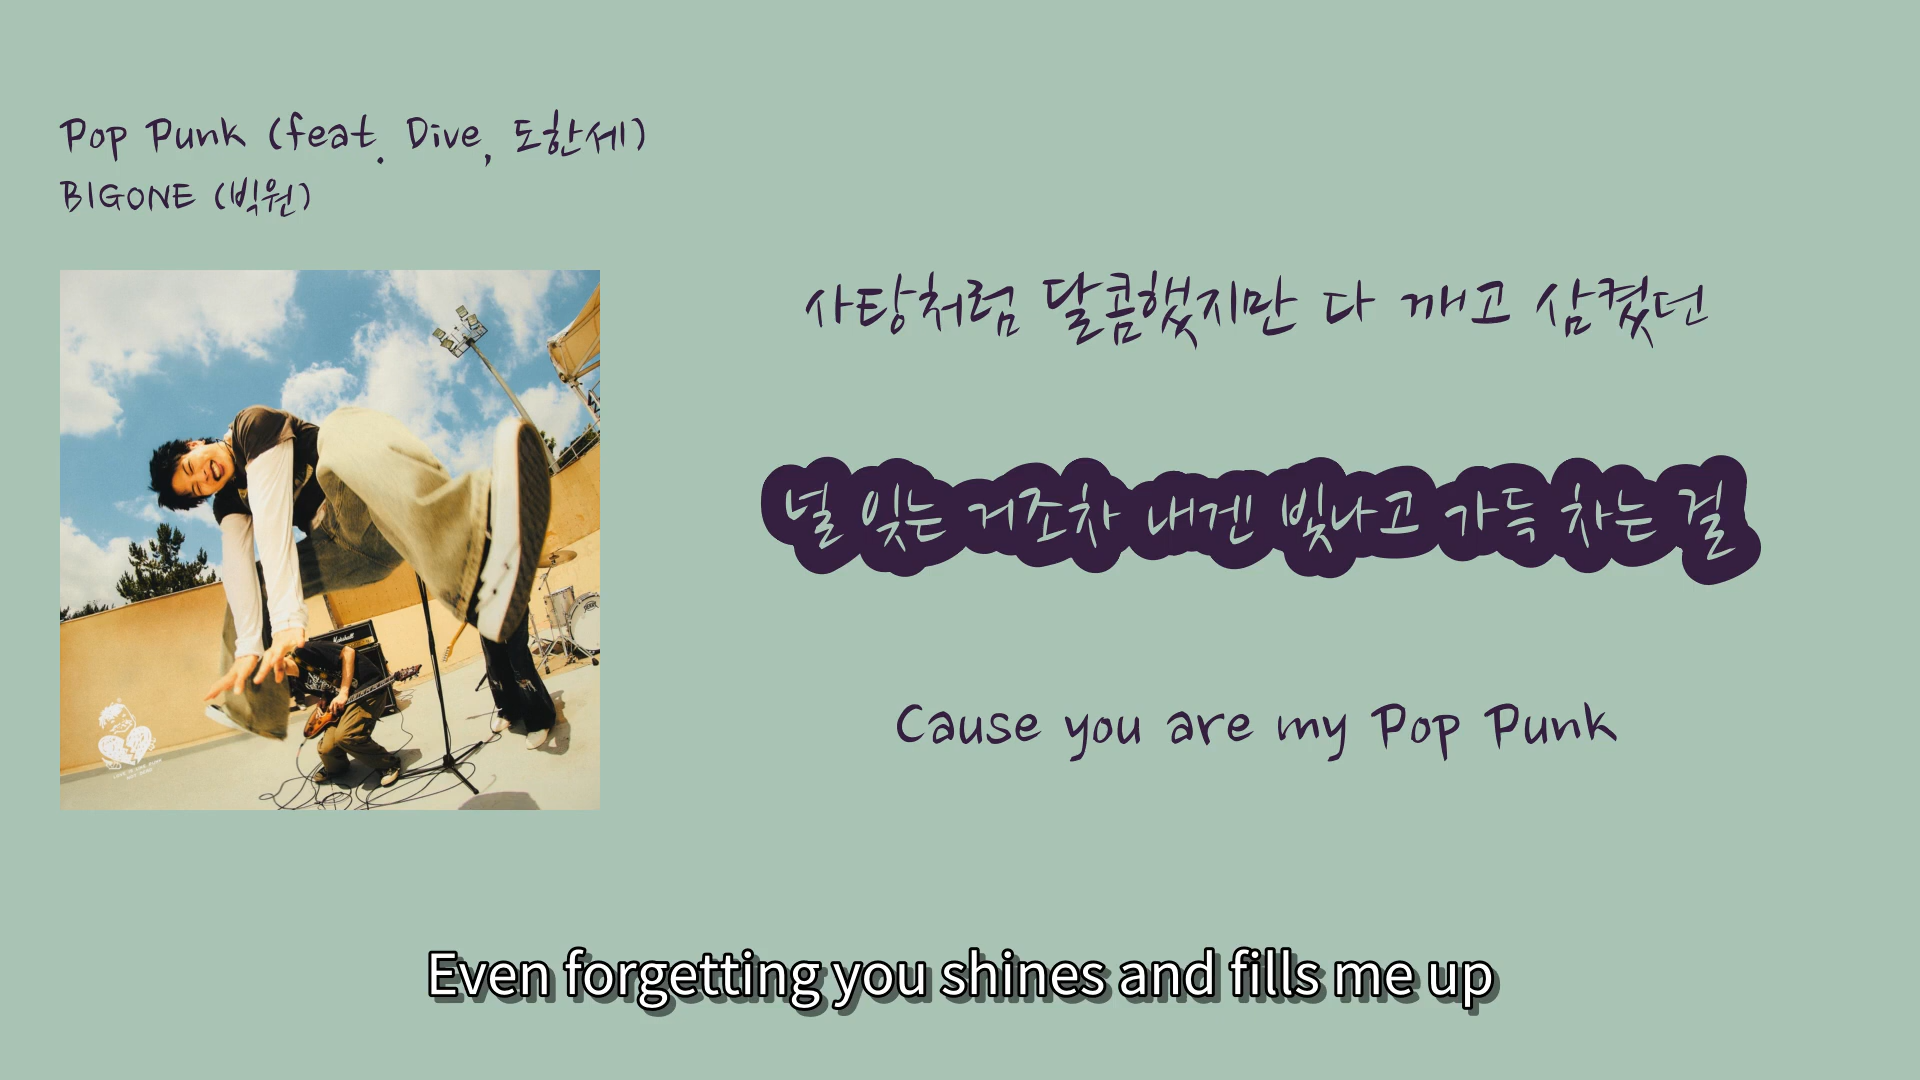 Pop Punk (feat. Dive, 도한세)
BIGONE (빅원)
사탕처럼 달콤했지만 다 깨고 삼켰던
널 잊는 거조차 내겐 빛나고 가득 차는 걸
Cause you are my Pop Punk
Marshall
Even forgetting you shines and fills me up